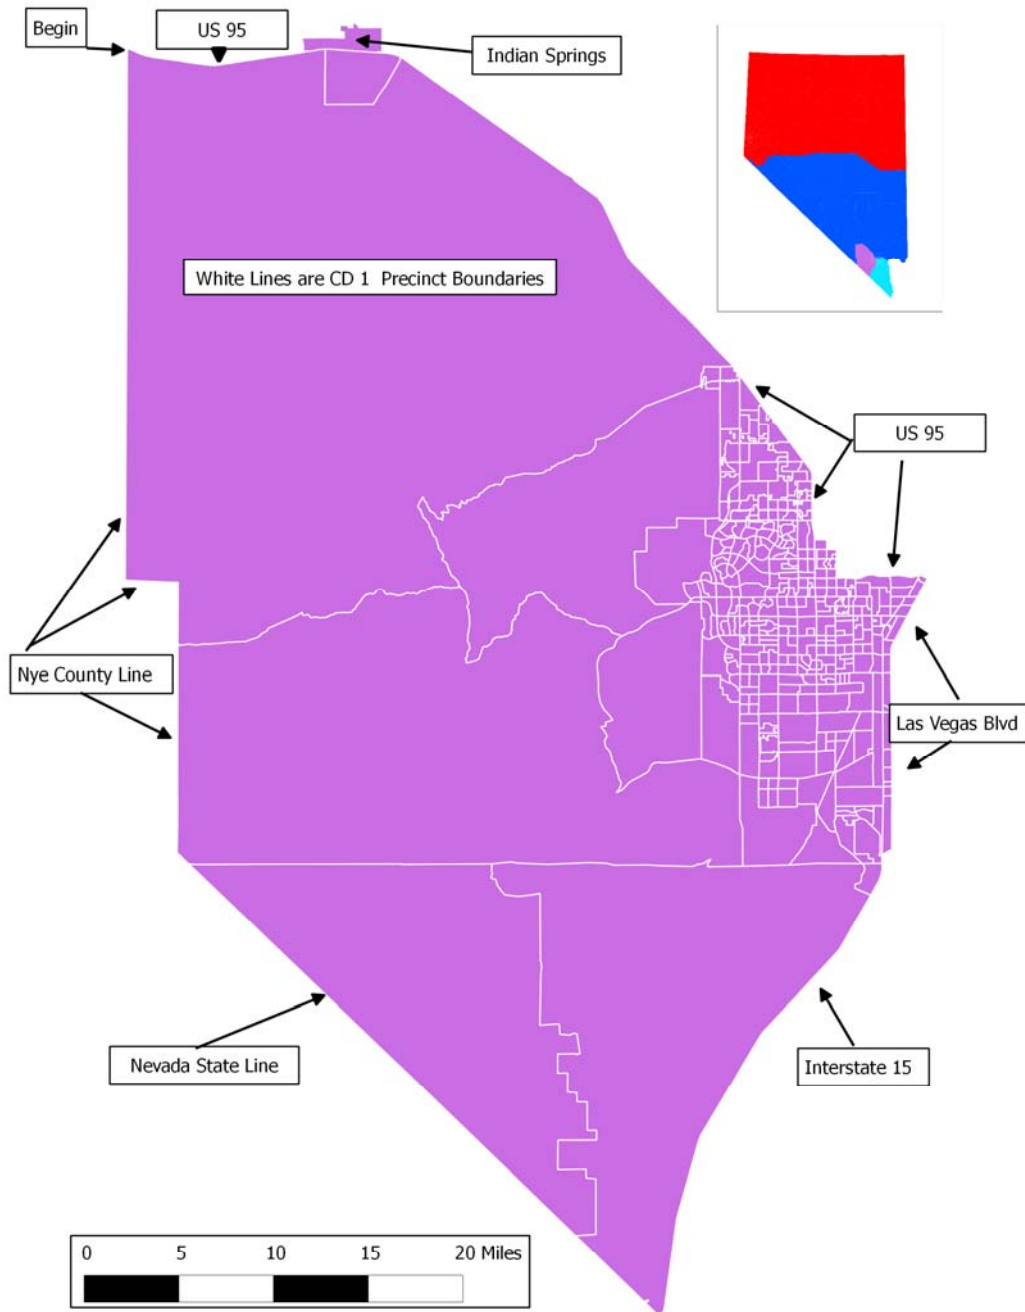 Begin
US 95
Indian Springs
White Lines are CD 1 Precinct Boundaries
US 95
Nye County Line
Las Vegas Blvd
Nevada State Line
Interstate 15
0 5 10 15 20 Miles